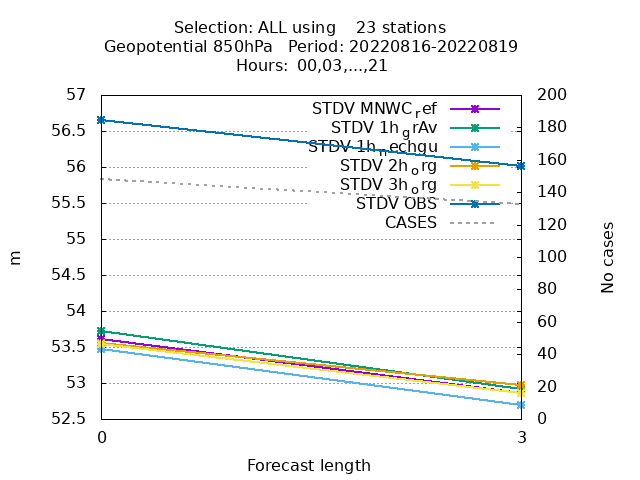 Selection: ALL using    23 stations
Geopotential 850hPa   Period: 20220816-20220819
Hours: 00,03,...,21
57
56.5
56
55.5
55
54.5
54
53.5
53
52.5
m
200
180
160
140
120
100
80
60
40
20
0
No cases
STDV MNWC_ref
STDV 1h_grAv
STDV 1h_nechgu
STDV 2h_org
STDV 3h_org
STDV OBS
CASES
0
3
Forecast length